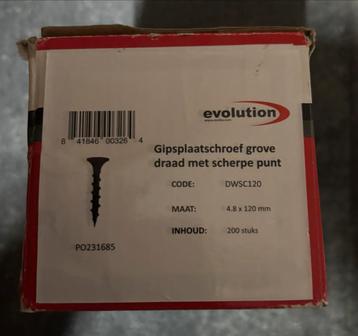 evolution
8 41846 00326 4
Gipsplaatschroef grove
draad met scherpe punt
CODE: DWSC120
MAAT: 4.8 x 120 mm
INHOUD: 200 stuks
PO231685